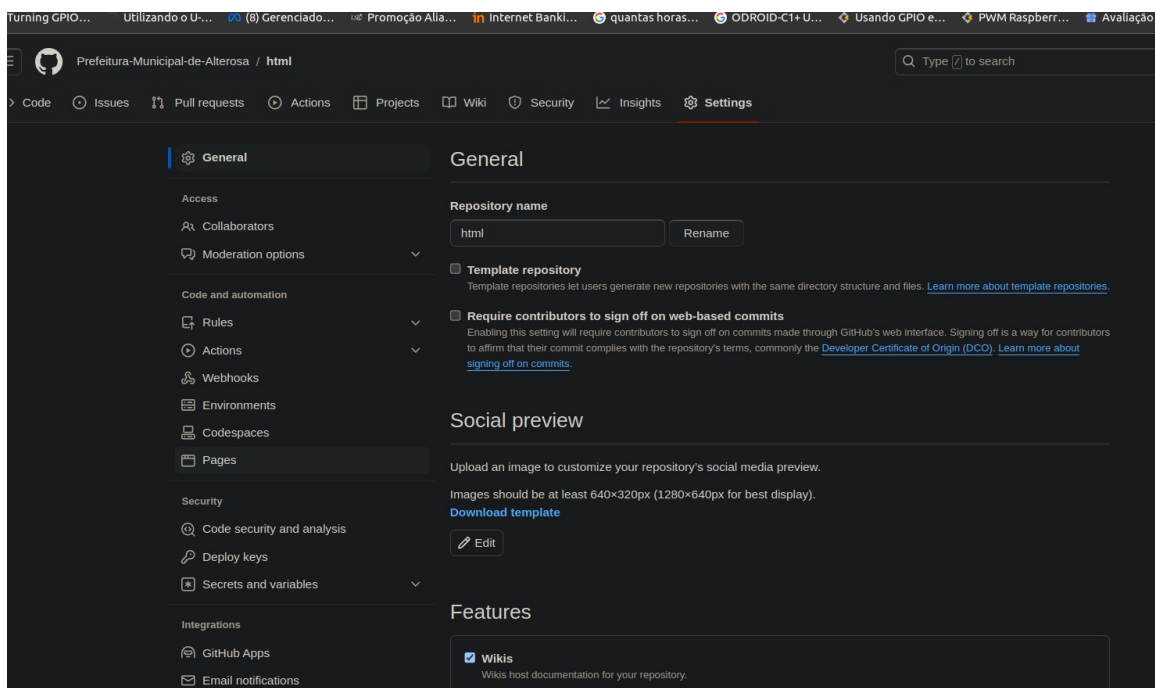 Turning GPIO... Utilizando o U-... (8) Gerenciado... Promoção Alia... Internet Banki... quantas horas... ODROID-C1+ U... Usando GPIO e... PWM Raspberr... Avaliação
Prefeitura-Municipal-de-Alterosa / html
Type / to search
Code Issues Pull requests Actions Projects Wiki Security Insights Settings
General
Access
Collaborators
Moderation options
Code and automation
Rules
Actions
Webhooks
Environments
Codespaces
Pages
Security
Code security and analysis
Deploy keys
Secrets and variables
Integrations
GitHub Apps
Email notifications
General
Repository name
html Rename
Template repository
Template repositories let users generate new repositories with the same directory structure and files. Learn more about template repositories.
Require contributors to sign off on web-based commits
Enabling this setting will require contributors to sign off on commits made through GitHub's web interface. Signing off is a way for contributors
to affirm that their commit complies with the repository's terms, commonly the Developer Certificate of Origin (DCO). Learn more about
signing off on commits.
Social preview
Upload an image to customize your repository's social media preview.
Images should be at least 640×320px (1280×640px for best display).
Download template
Edit
Features
Wikis
Wikis host documentation for your repository.